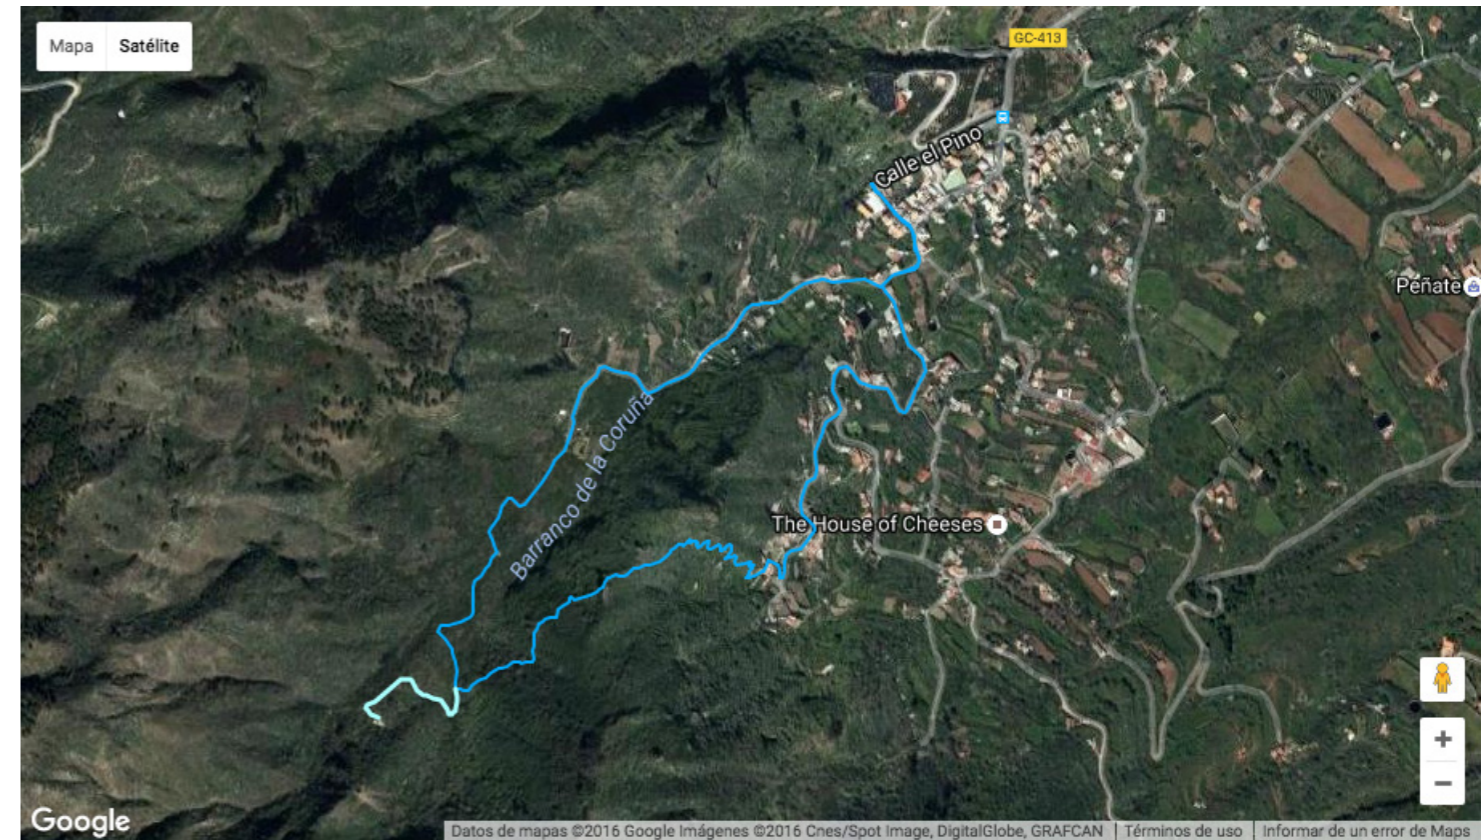 Mapa Satélite
GC-413
Calle el Pino
Peñate
Barranco de la Coruña
The House of Cheeses
+
−
Google
Datos de mapas ©2016 Google Imágenes ©2016 Cnes/Spot Image, DigitalGlobe, GRAFCAN Términos de uso Informar de un error de Maps